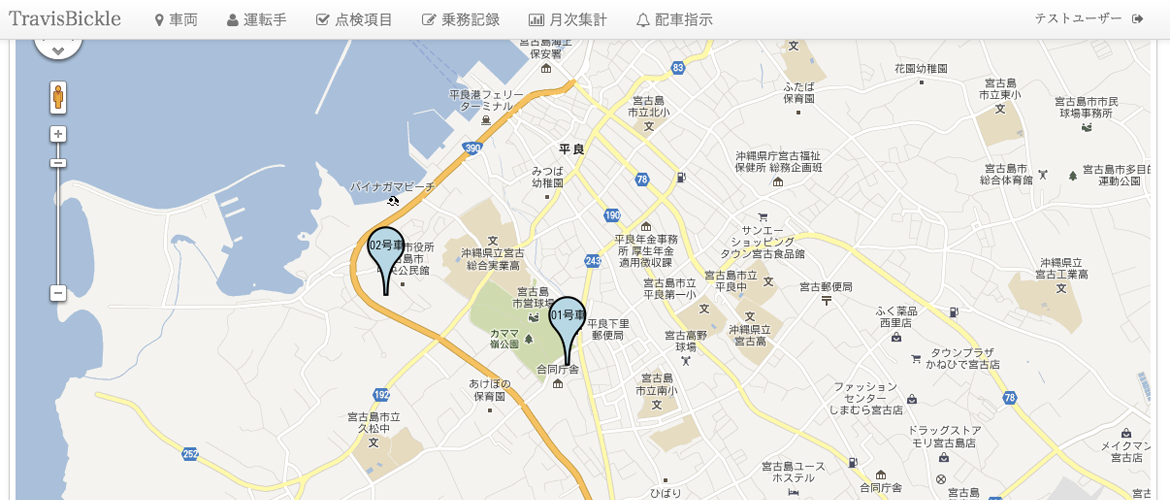 TravisBickle 車両 運転手 点検項目 乗務記録 月次集計 配車指示 テストユーザー
宮古島海上
保安署
83
花園幼稚園
平良港フェリー
ターミナル
ふたば
保育園
宮古島
市立北小
宮古島
市立東小
宮古島市市民
球場事務所
390
平良
沖縄県庁宮古福祉
保健所 総務企画班
みつば
幼稚園
78
宮古島市
総合体育館
宮古島市多目
運動公園
パイナガマビーチ
190
サンエー
ショッピング
タウン宮古食品館
02号車
市役所
沖縄県立宮古
総合実業高
平良年金事務
所 厚生年金
適用徴収課
243
宮古島市立
平良中
沖縄県立
宮古工業高
宮古島
市営球場
宮古島市立
平良第一小
宮古郵便局
01号車
カママ
嶺公園
平良下里
郵便局
宮古高野
球場
沖縄県立
宮古高
ふく薬品
西里店
合同庁舎
タウンプラザ
かねひで宮古店
あけぼの
保育園
192
宮古島
市立南小
ファッション
センター
しまむら宮古店
78
宮古島市立
久松中
ドラッグストア
モリ宮古島店
メイクマン
宮古店
252
宮古島ユース
ホステル
合同庁舎
ひばり
宮古島
宮古島市